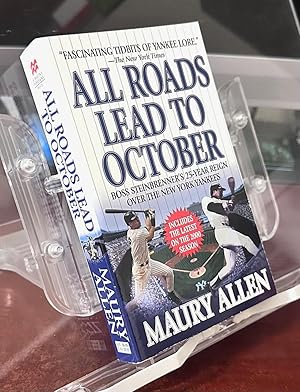 "FASCINATING TIDBITS OF YANKEE LORE."
—The New York Times
ALL ROADS
LEAD TO
OCTOBER
BOSS STEINBRENNER'S 25-YEAR REIGN
OVER THE NEW YORK YANKEES
INCLUDES
THE LATEST
ON THE 2000
SEASON!
MAURY ALLEN
ALL ROADS LEAD
TO OCTOBER
MAURY
ALLEN